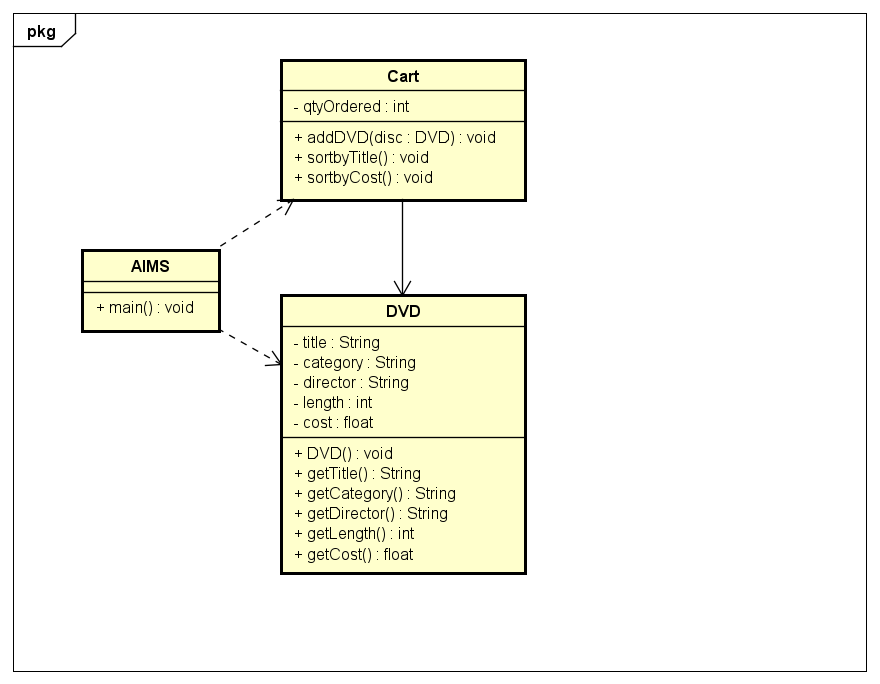 pkg
Cart
- qtyOrdered : int
+ addDVD(disc : DVD) : void
+ sortbyTitle() : void
+ sortbyCost() : void
AIMS
+ main() : void
DVD
- title : String
- category : String
- director : String
- length : int
- cost : float
+ DVD() : void
+ getTitle() : String
+ getCategory() : String
+ getDirector() : String
+ getLength() : int
+ getCost() : float